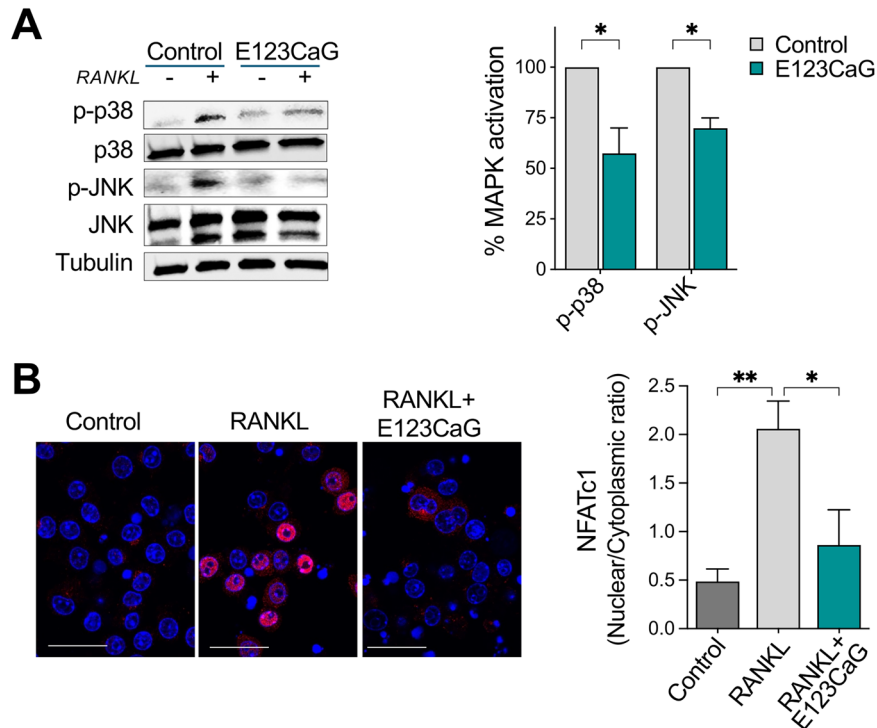 A
Control E123CaG
RANKL - + - +
p-p38
p38
p-JNK
JNK
Tubulin
% MAPK activation
100
75
50
25
0
* *
p-p38
p-JNK
Control
E123CaG
B
Control
RANKL
RANKL+
E123CaG
NFATc1
(Nuclear/Cytoplasmic ratio)
2.5
2.0
1.5
1.0
0.5
0.0
** *
Control
RANKL
RANKL+
E123CaG